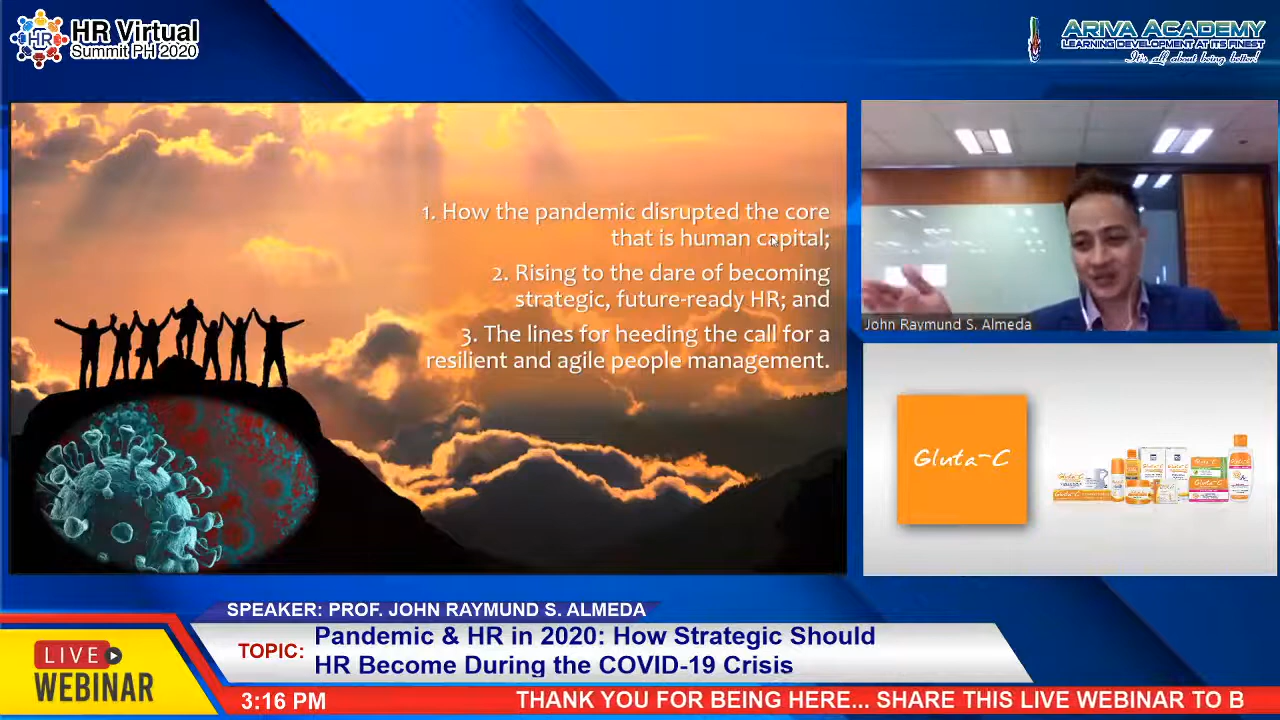 HR
HR Virtual
Summit PH 2020
ARIVA ACADEMY
LEARNING DEVELOPMENT AT ITS FINEST
It's all about being better!
1. How the pandemic disrupted the core
that is human capital;
2. Rising to the dare of becoming
strategic, future-ready HR; and
3. The lines for heeding the call for a
resilient and agile people management.
John Raymund S. Almeda
Gluta-C
SPEAKER: PROF. JOHN RAYMUND S. ALMEDA
TOPIC:
Pandemic & HR in 2020: How Strategic Should
HR Become During the COVID-19 Crisis
LIVE
WEBINAR
3:16 PM
THANK YOU FOR BEING HERE... SHARE THIS LIVE WEBINAR TO B